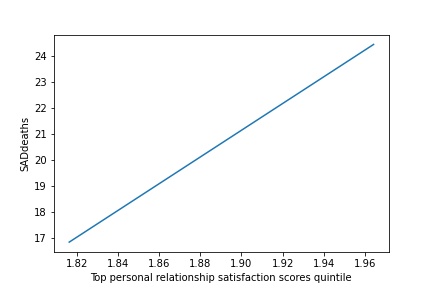 24
23
22
21
20
19
18
17
SADdeaths
1.82 1.84 1.86 1.88 1.90 1.92 1.94 1.96
Top personal relationship satisfaction scores quintile